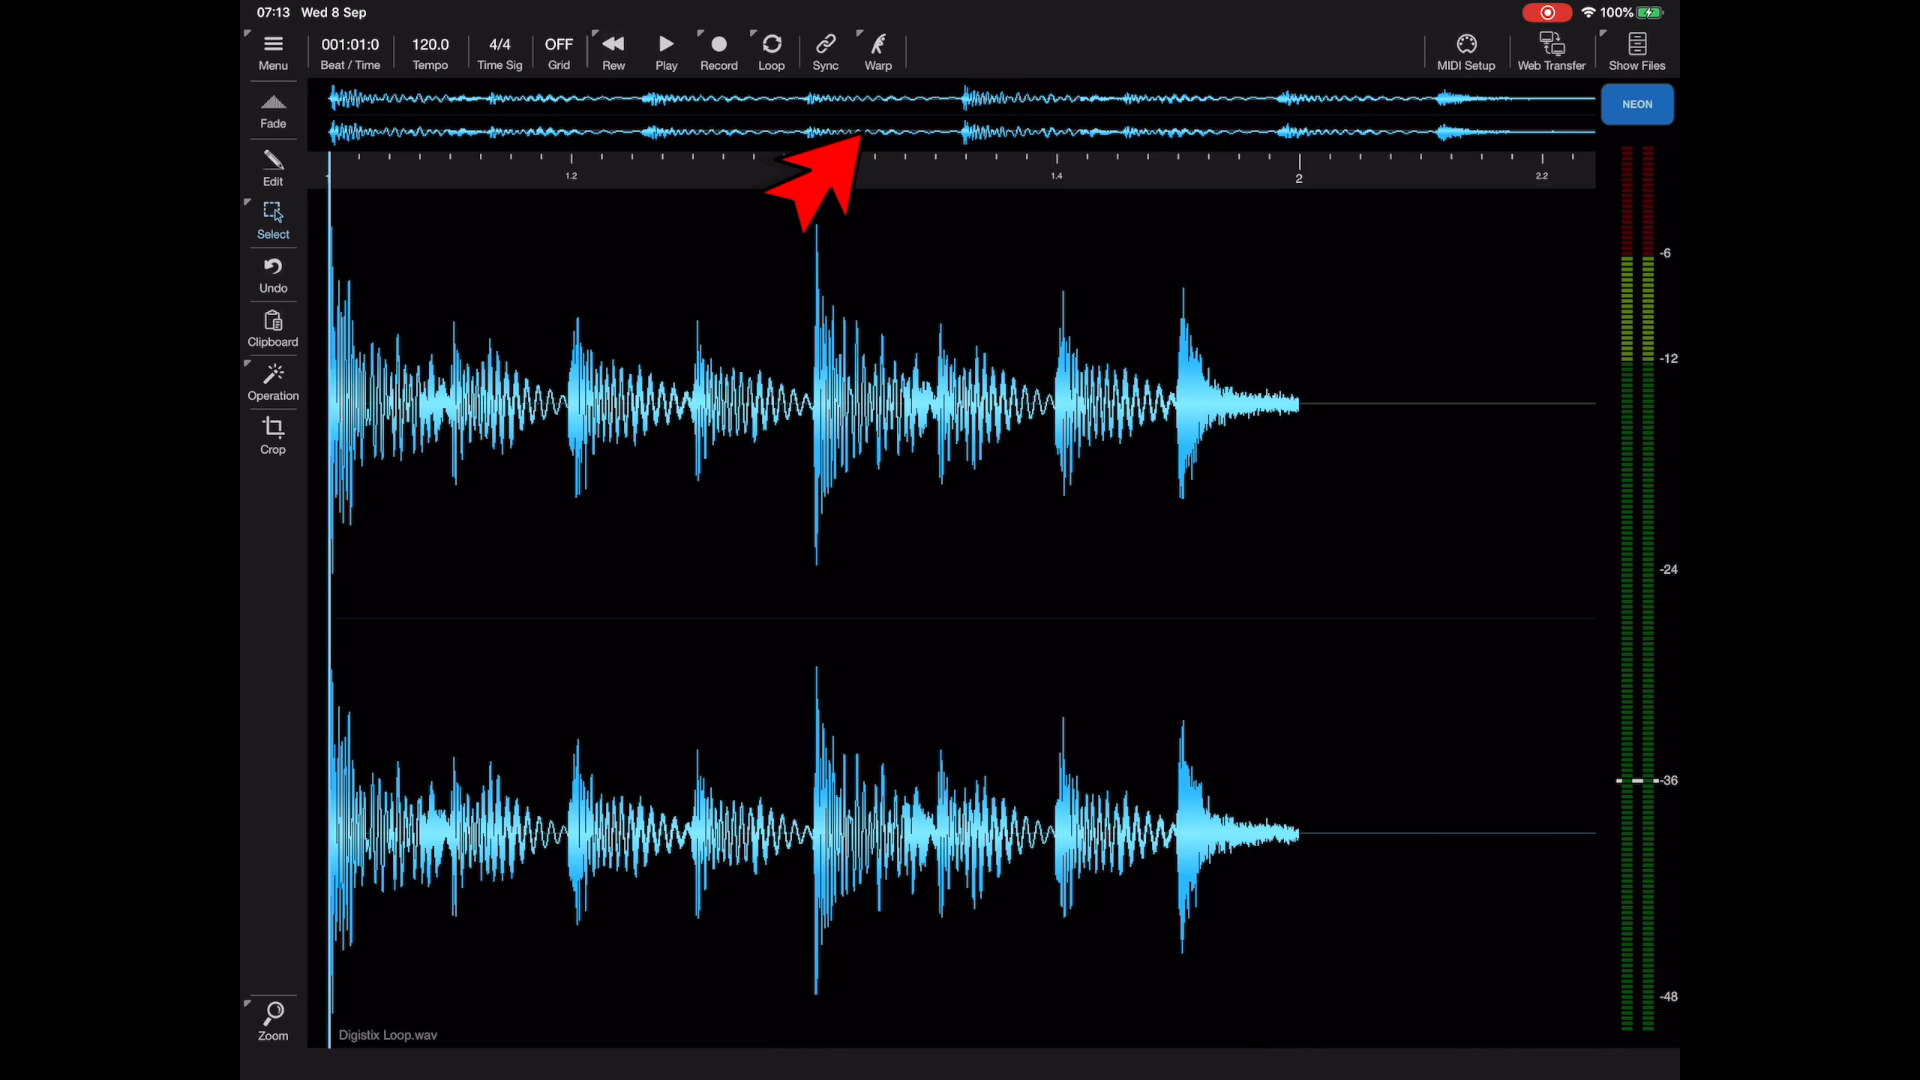 07:13 Wed 8 Sep
100%
Menu
001:01:0
Beat / Time
120.0
Tempo
4/4
Time Sig
OFF
Grid
Rew
Play
Record
Loop
Sync
Warp
MIDI Setup
Web Transfer
Show Files
NEON
Fade
Edit
Select
Undo
Clipboard
Operation
Crop
Zoom
1.2
1.4
2
2.2
-6
-12
-24
-36
-48
Digistix Loop.wav